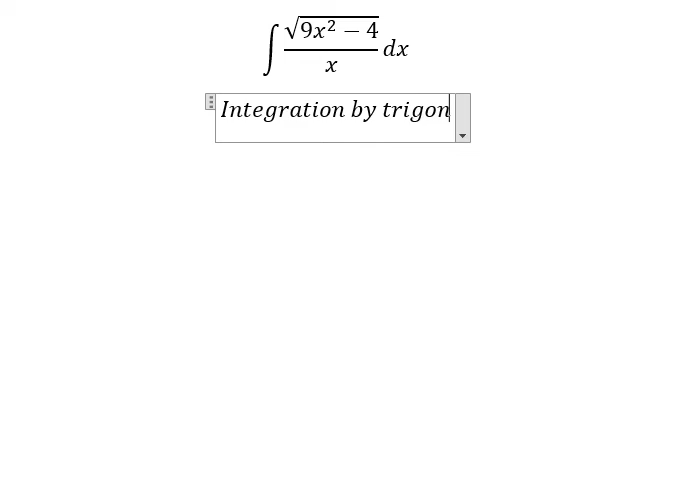 ∫ √(9x² − 4) / x dx
Integration by trigon